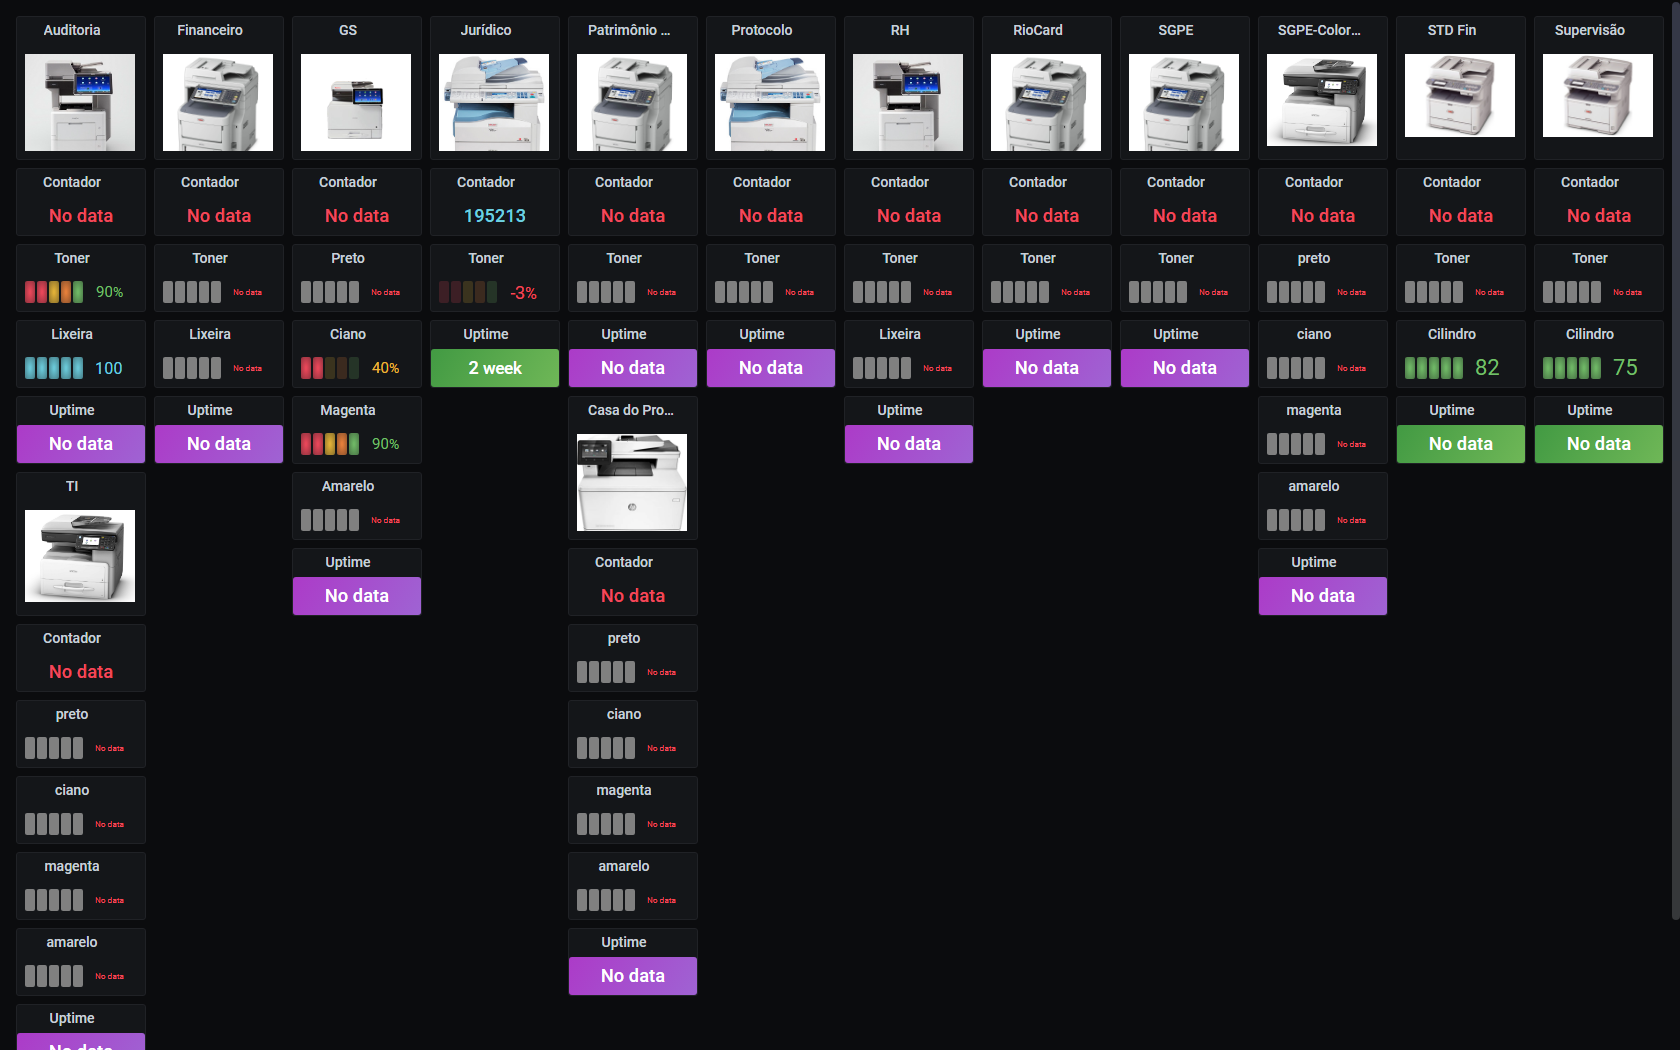 Auditoria
Financeiro
GS
Jurídico
Patrimônio ...
Protocolo
RH
RioCard
SGPE
SGPE-Color...
STD Fin
Supervisão
Contador
Contador
Contador
Contador
Contador
Contador
Contador
Contador
Contador
Contador
Contador
Contador
No data
No data
No data
195213
No data
No data
No data
No data
No data
No data
No data
No data
Toner
Toner
Preto
Toner
Toner
Toner
Toner
Toner
Toner
preto
Toner
Toner
90%
No data
No data
-3%
No data
No data
No data
No data
No data
No data
No data
No data
Lixeira
Lixeira
Ciano
Uptime
Uptime
Uptime
Lixeira
Uptime
Uptime
ciano
Cilindro
Cilindro
100
No data
40%
2 week
No data
No data
No data
No data
No data
No data
82
75
Uptime
Uptime
Magenta
Casa do Pro...
Uptime
magenta
Uptime
Uptime
No data
No data
90%
No data
No data
No data
No data
TI
Amarelo
amarelo
No data
No data
Uptime
Contador
Uptime
No data
No data
No data
Contador
preto
No data
No data
preto
ciano
No data
No data
ciano
magenta
No data
No data
magenta
amarelo
No data
No data
amarelo
Uptime
No data
No data
Uptime
No data